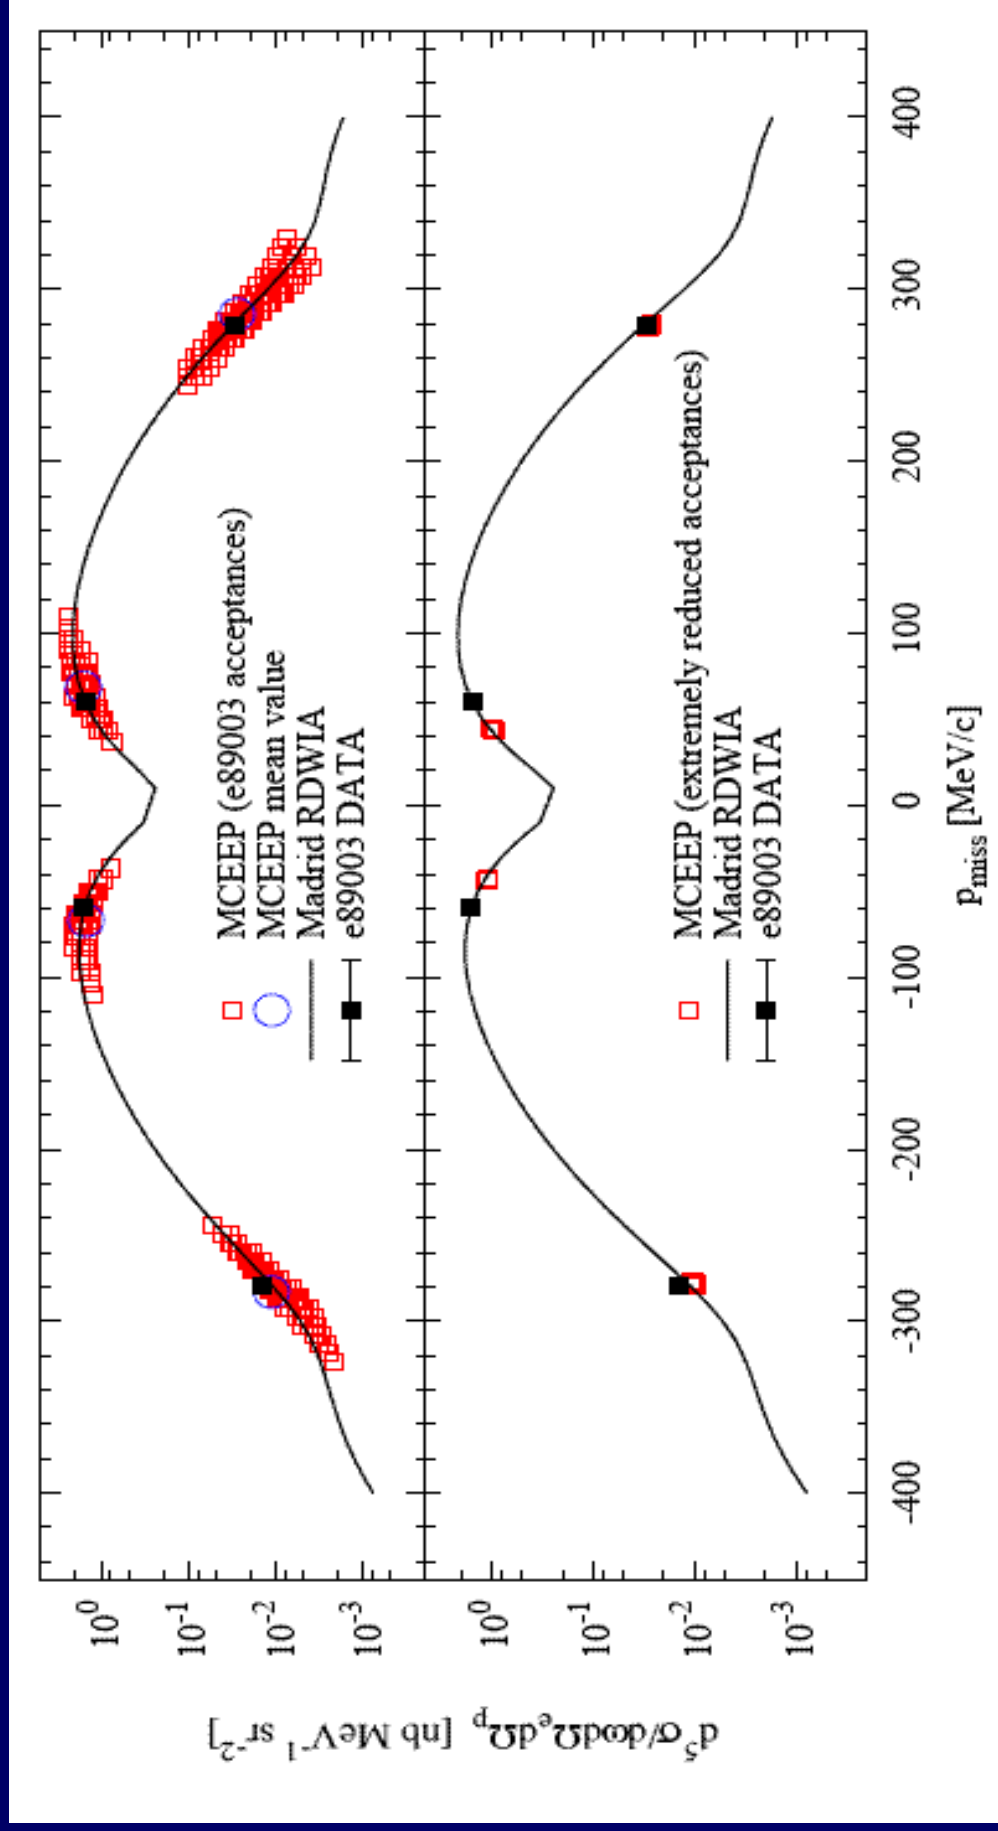 d⁵σ/dωdΩₑdΩₚ [nb MeV⁻¹ sr⁻²]
10⁰
10⁻¹
10⁻²
10⁻³
MCEEP (e89003 acceptances)
MCEEP mean value
Madrid RDWIA
e89003 DATA
10⁰
10⁻¹
10⁻²
10⁻³
MCEEP (extremely reduced acceptances)
Madrid RDWIA
e89003 DATA
-400 -300 -200 -100 0 100 200 300 400
pmiss [MeV/c]